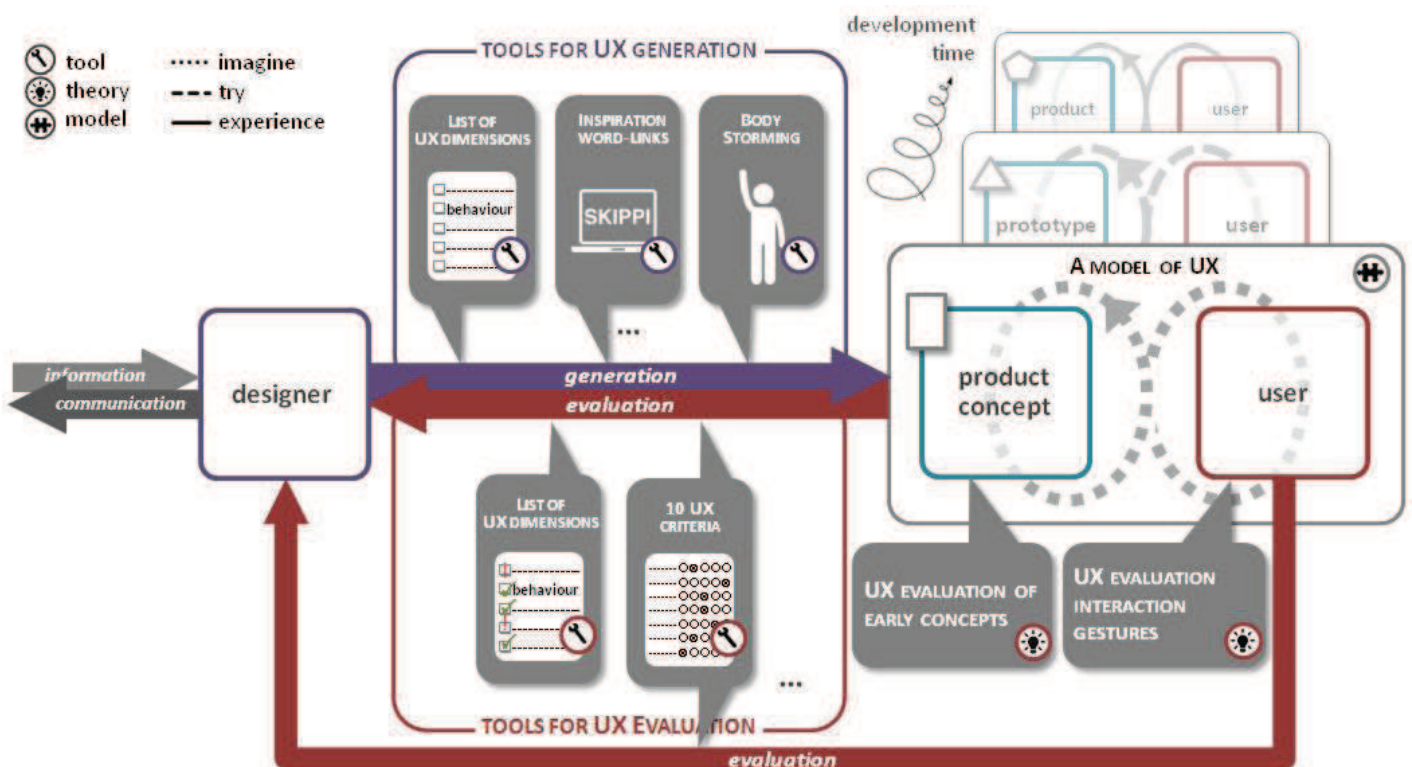 tool
theory
model
imagine
try
experience
TOOLS FOR UX GENERATION
LIST OF
UX DIMENSIONS
behaviour
INSPIRATION
WORD-LINKS
SKIPPI
BODY
STORMING
...
development
time
product
user
prototype
user
A MODEL OF UX
product
concept
user
information
communication
designer
generation
evaluation
LIST OF
UX DIMENSIONS
behaviour
10 UX
CRITERIA
...
UX EVALUATION OF
EARLY CONCEPTS
UX EVALUATION
INTERACTION
GESTURES
TOOLS FOR UX EVALUATION
evaluation